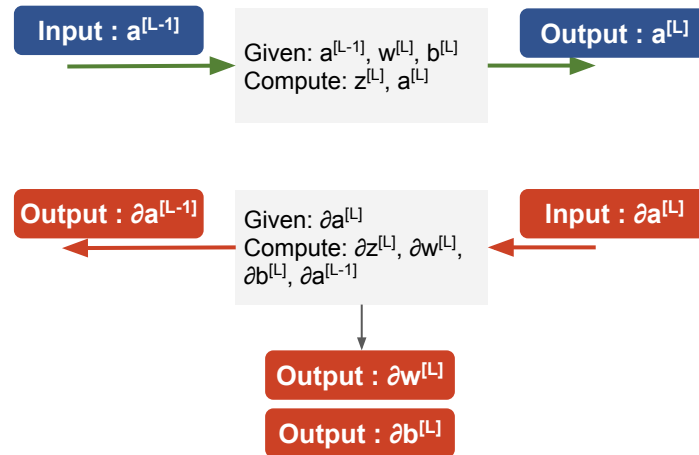 Input : a^[L-1]
Given: a^[L-1], w^[L], b^[L]
Compute: z^[L], a^[L]
Output : a^[L]
Output : ∂a^[L-1]
Given: ∂a^[L]
Compute: ∂z^[L], ∂w^[L],
∂b^[L], ∂a^[L-1]
Input : ∂a^[L]
Output : ∂w^[L]
Output : ∂b^[L]